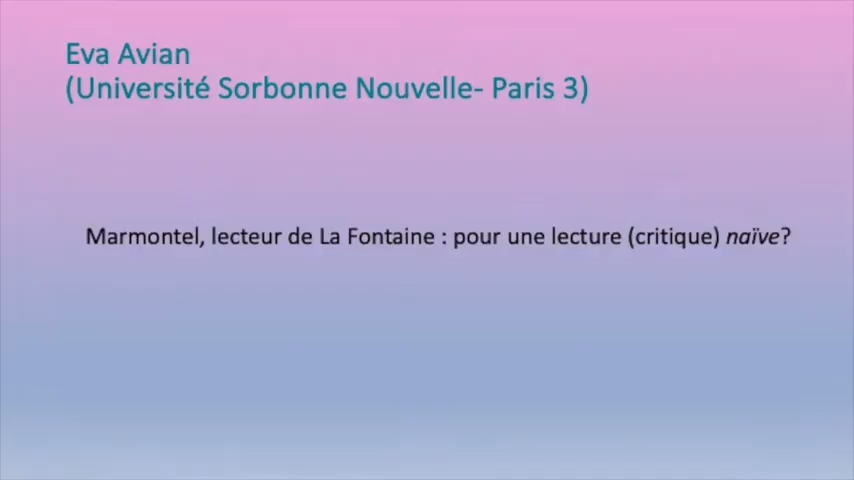 Eva Avian
(Université Sorbonne Nouvelle- Paris 3)
Marmontel, lecteur de La Fontaine : pour une lecture (critique) naïve?